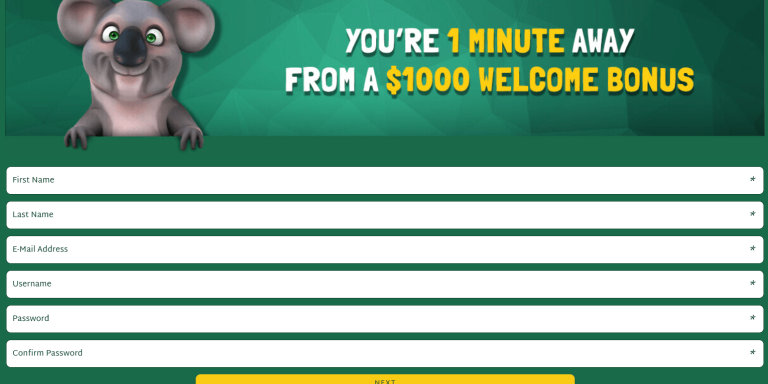 YOU'RE 1 MINUTE AWAY
FROM A $1000 WELCOME BONUS
First Name *
Last Name *
E-Mail Address *
Username *
Password *
Confirm Password *
NEXT